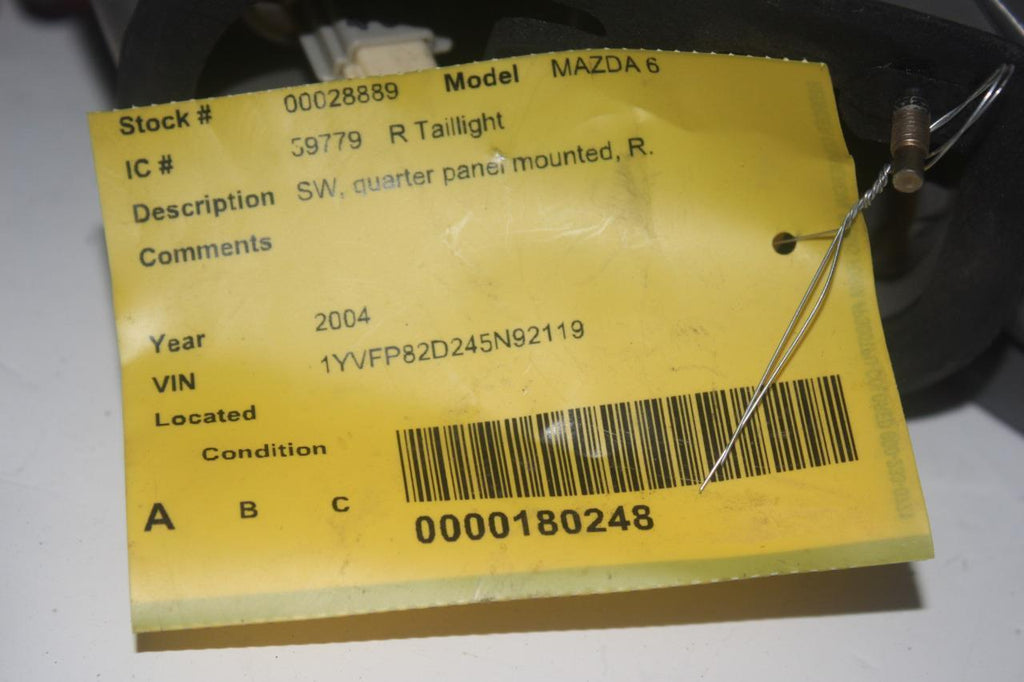 Stock # 00028889 Model MAZDA 6
IC # 59779 R Taillight
Description SW, quarter panel mounted, R.
Comments
Year 2004
VIN 1YVFP82D245N92119
Located
Condition
A B C
0000180248